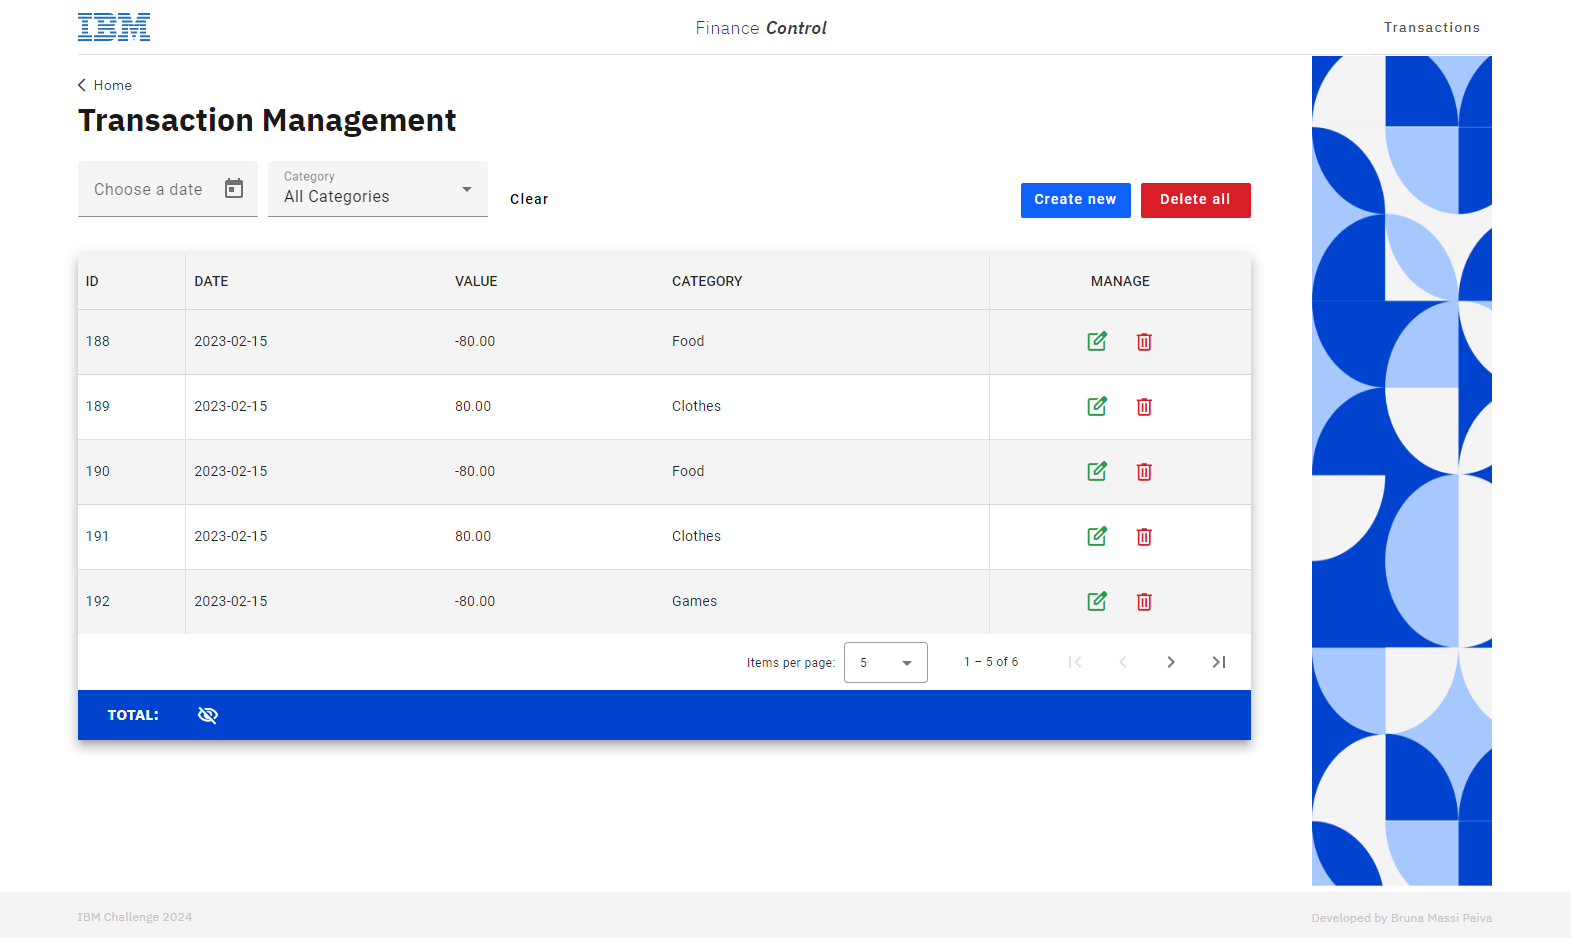 IBM
Finance Control
Transactions
Home
Transaction Management
Choose a date
Category
All Categories
Clear
Create new
Delete all
ID DATE VALUE CATEGORY MANAGE
188 2023-02-15 -80.00 Food
189 2023-02-15 80.00 Clothes
190 2023-02-15 -80.00 Food
191 2023-02-15 80.00 Clothes
192 2023-02-15 -80.00 Games
Items per page: 5 1 – 5 of 6
TOTAL:
IBM Challenge 2024
Developed by Bruna Massi Paiva